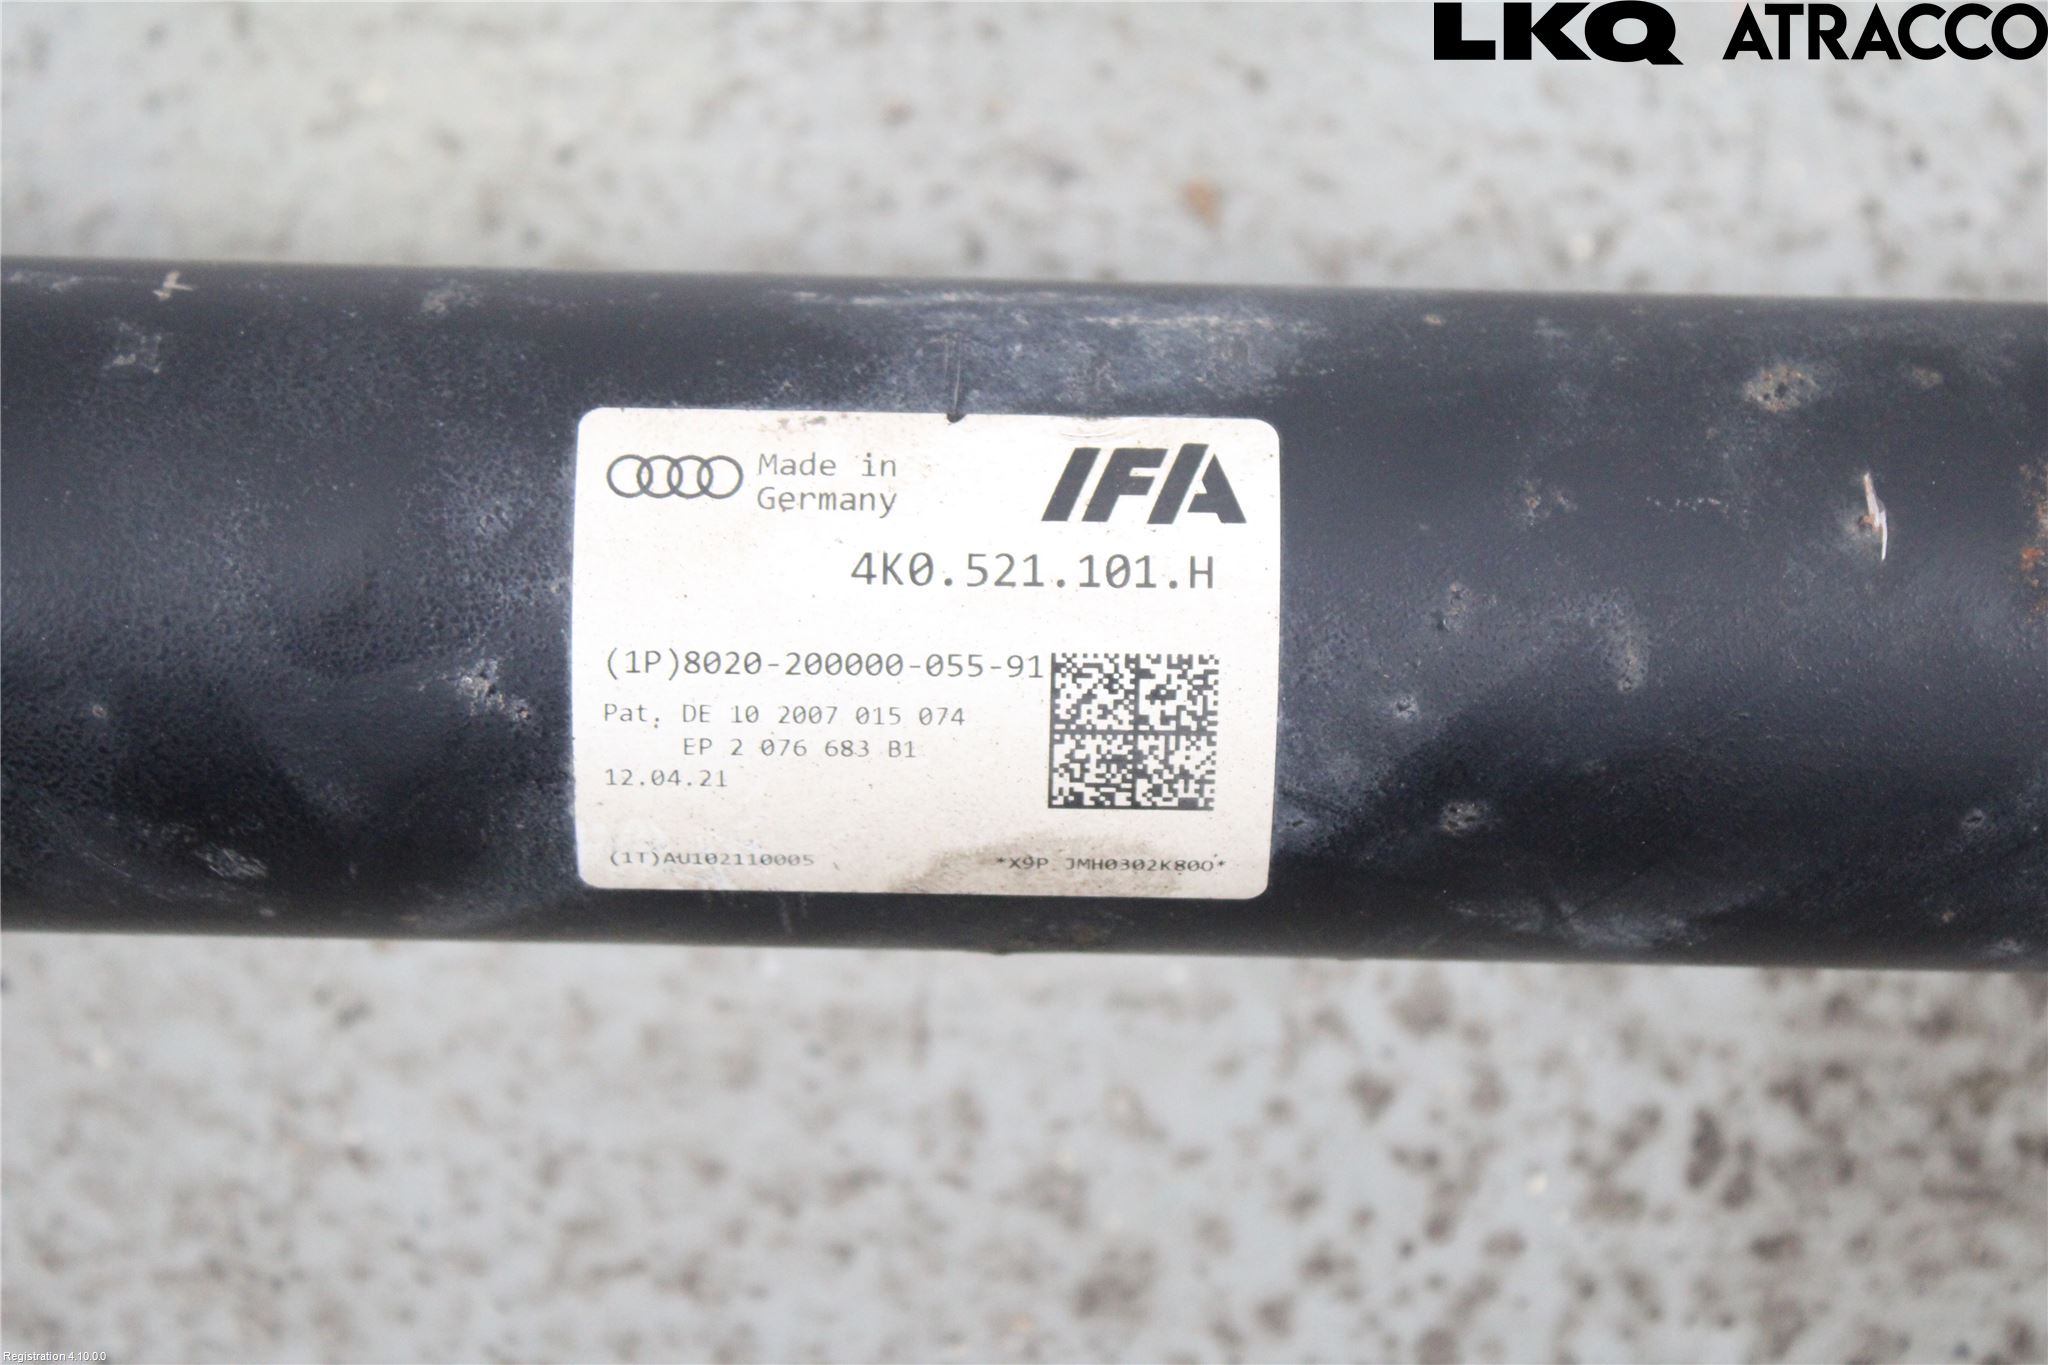 LKQ ATRACCO
Made in
Germany
IFA
4K0.521.101.H
(1P)8020-200000-055-91
Pat. DE 10 2007 015 074
EP 2 076 683 B1
12.04.21
(1T)AU102110005
*X9P JMH0302K80O*
Registration 4.10.0.0